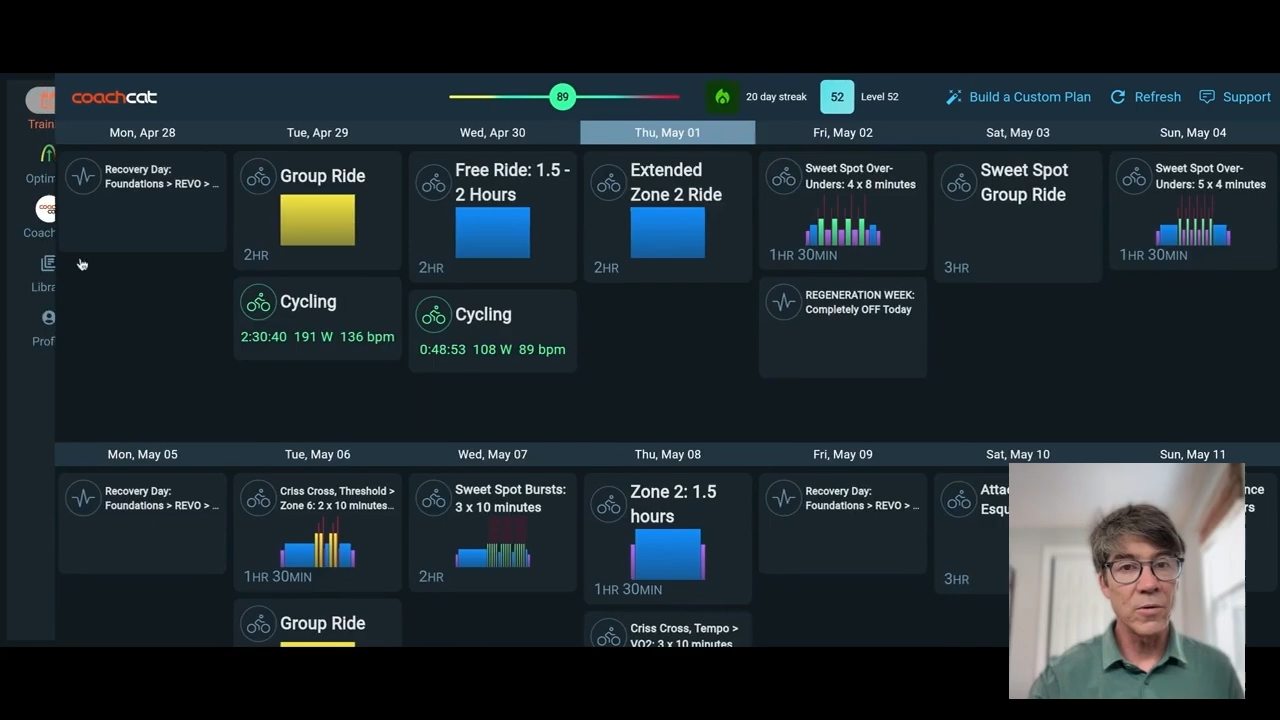 coachcat
89
20 day streak
52
Level 52
Build a Custom Plan
Refresh
Support
Train
Optim
Coach
Libra
Prof
Mon, Apr 28
Tue, Apr 29
Wed, Apr 30
Thu, May 01
Fri, May 02
Sat, May 03
Sun, May 04
Recovery Day:
Foundations > REVO > ...
Group Ride
2HR
Cycling
2:30:40 191 W 136 bpm
Free Ride: 1.5 -
2 Hours
2HR
Cycling
0:48:53 108 W 89 bpm
Extended
Zone 2 Ride
2HR
Sweet Spot Over-
Unders: 4 x 8 minutes
1HR 30MIN
REGENERATION WEEK:
Completely OFF Today
Sweet Spot
Group Ride
3HR
Sweet Spot Over-
Unders: 5 x 4 minutes
1HR 30MIN
Mon, May 05
Tue, May 06
Wed, May 07
Thu, May 08
Fri, May 09
Sat, May 10
Sun, May 11
Recovery Day:
Foundations > REVO > ...
Criss Cross, Threshold >
Zone 6: 2 x 10 minutes...
1HR 30MIN
Group Ride
Sweet Spot Bursts:
3 x 10 minutes
2HR
Zone 2: 1.5
hours
1HR 30MIN
Criss Cross, Tempo >
VO2: 3 x 10 minutes
Recovery Day:
Foundations > REVO > ...
Atta
Esqu
3HR
nce
rs